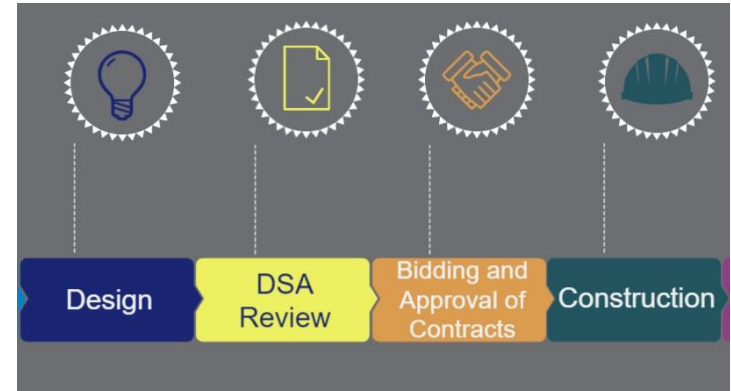 Design
DSA
Review
Bidding and
Approval of
Contracts
Construction